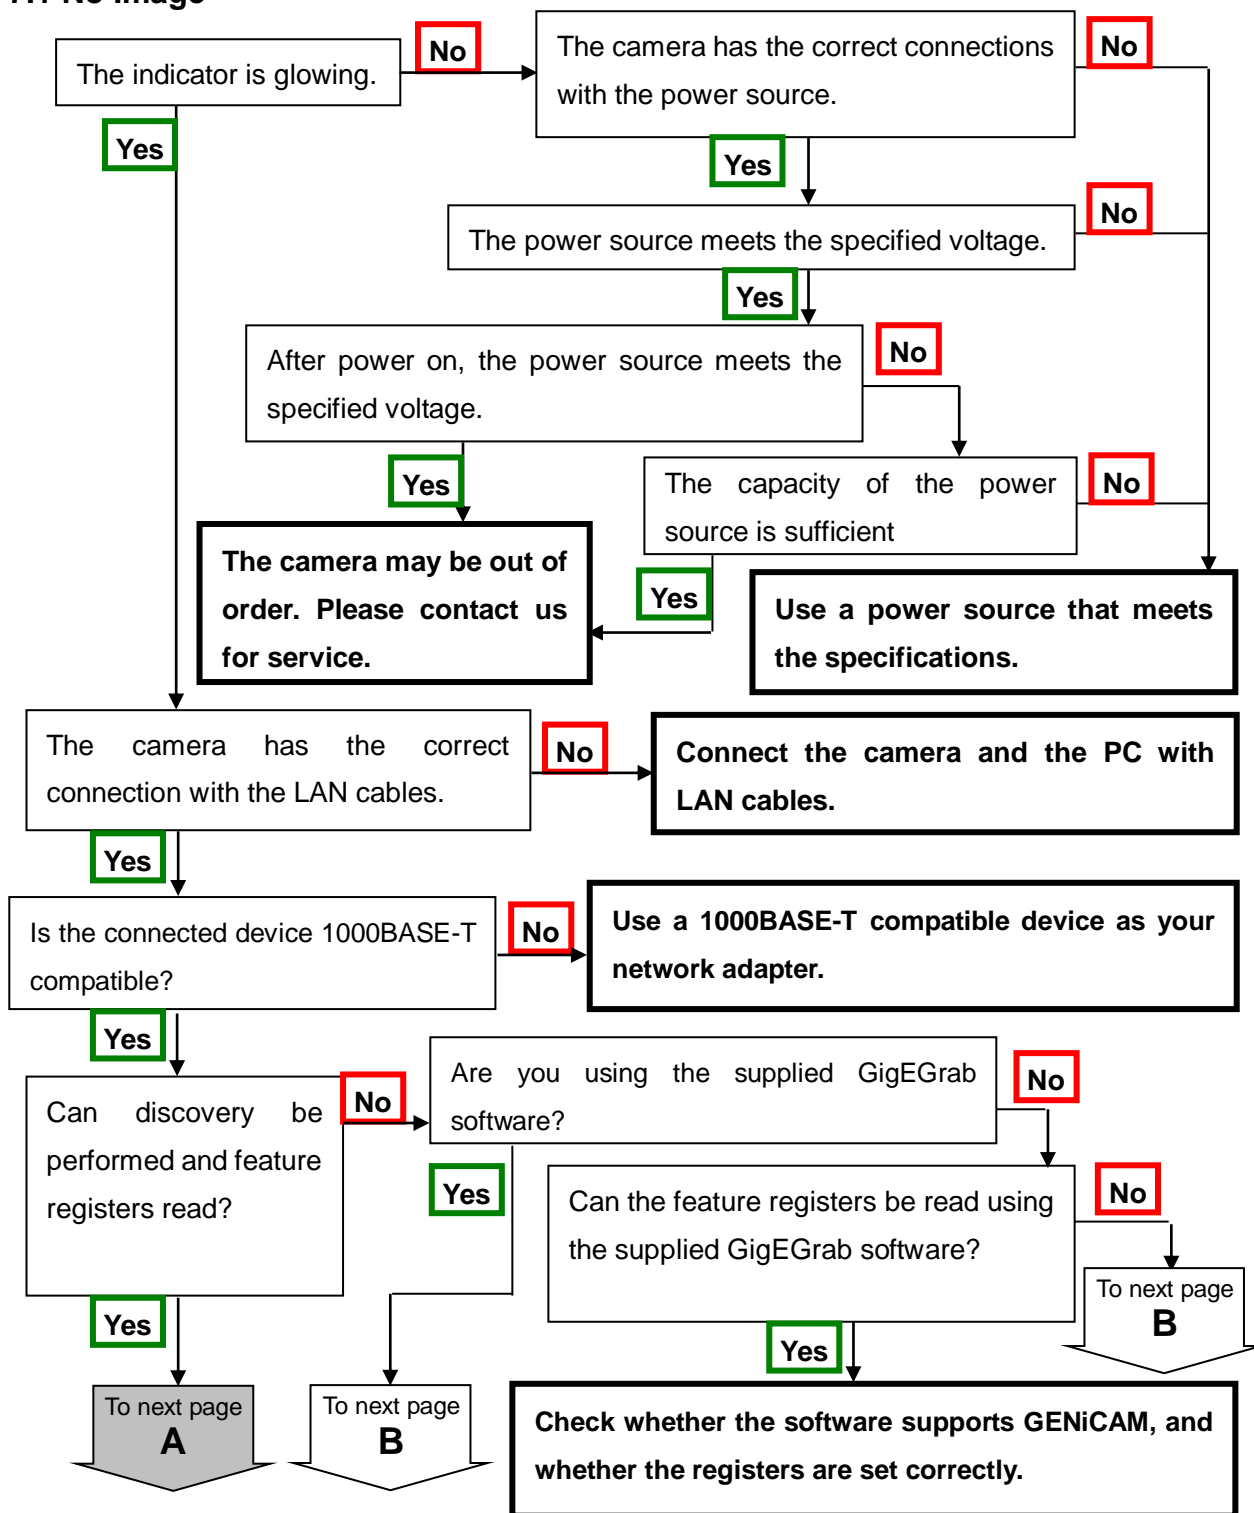 No Image
The indicator is glowing.
No
The camera has the correct connections
with the power source.
No
Yes
Yes
The power source meets the specified voltage.
No
Yes
After power on, the power source meets the
specified voltage.
No
Yes
The capacity of the power
source is sufficient
No
Yes
The camera may be out of
order. Please contact us
for service.
Use a power source that meets
the specifications.
The camera has the correct
connection with the LAN cables.
No
Connect the camera and the PC with
LAN cables.
Yes
Is the connected device 1000BASE-T
compatible?
No
Use a 1000BASE-T compatible device as your
network adapter.
Yes
Can discovery be
performed and feature
registers read?
No
Are you using the supplied GigEGrab
software?
No
Yes
Can the feature registers be read using
the supplied GigEGrab software?
No
To next page
B
Yes
Yes
To next page
A
To next page
B
Check whether the software supports GENiCAM, and
whether the registers are set correctly.